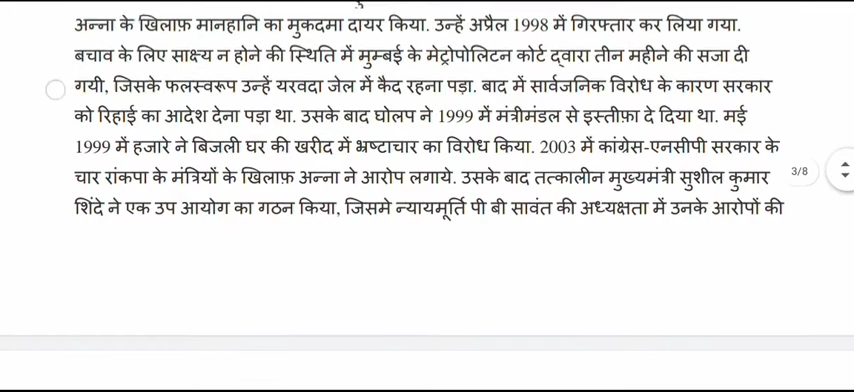 अन्ना के खिलाफ़ मानहानि का मुकदमा दायर किया. उन्हें अप्रैल 1998 में गिरफ्तार कर लिया गया.
बचाव के लिए साक्ष्य न होने की स्थिति में मुम्बई के मेट्रोपोलिटन कोर्ट द्वारा तीन महीने की सजा दी
गयी, जिसके फलस्वरूप उन्हें यरवदा जेल में कैद रहना पड़ा. बाद में सार्वजनिक विरोध के कारण सरकार
को रिहाई का आदेश देना पड़ा था. उसके बाद घोलप ने 1999 में मंत्रीमंडल से इस्तीफ़ा दे दिया था. मई
1999 में हजारे ने बिजली घर की खरीद में भ्रष्टाचार का विरोध किया. 2003 में कांग्रेस-एनसीपी सरकार के
चार रांकपा के मंत्रियों के खिलाफ़ अन्ना ने आरोप लगाये. उसके बाद तत्कालीन मुख्यमंत्री सुशील कुमार
3/8
शिंदे ने एक उप आयोग का गठन किया, जिसमे न्यायमूर्ति पी बी सावंत की अध्यक्षता में उनके आरोपों की